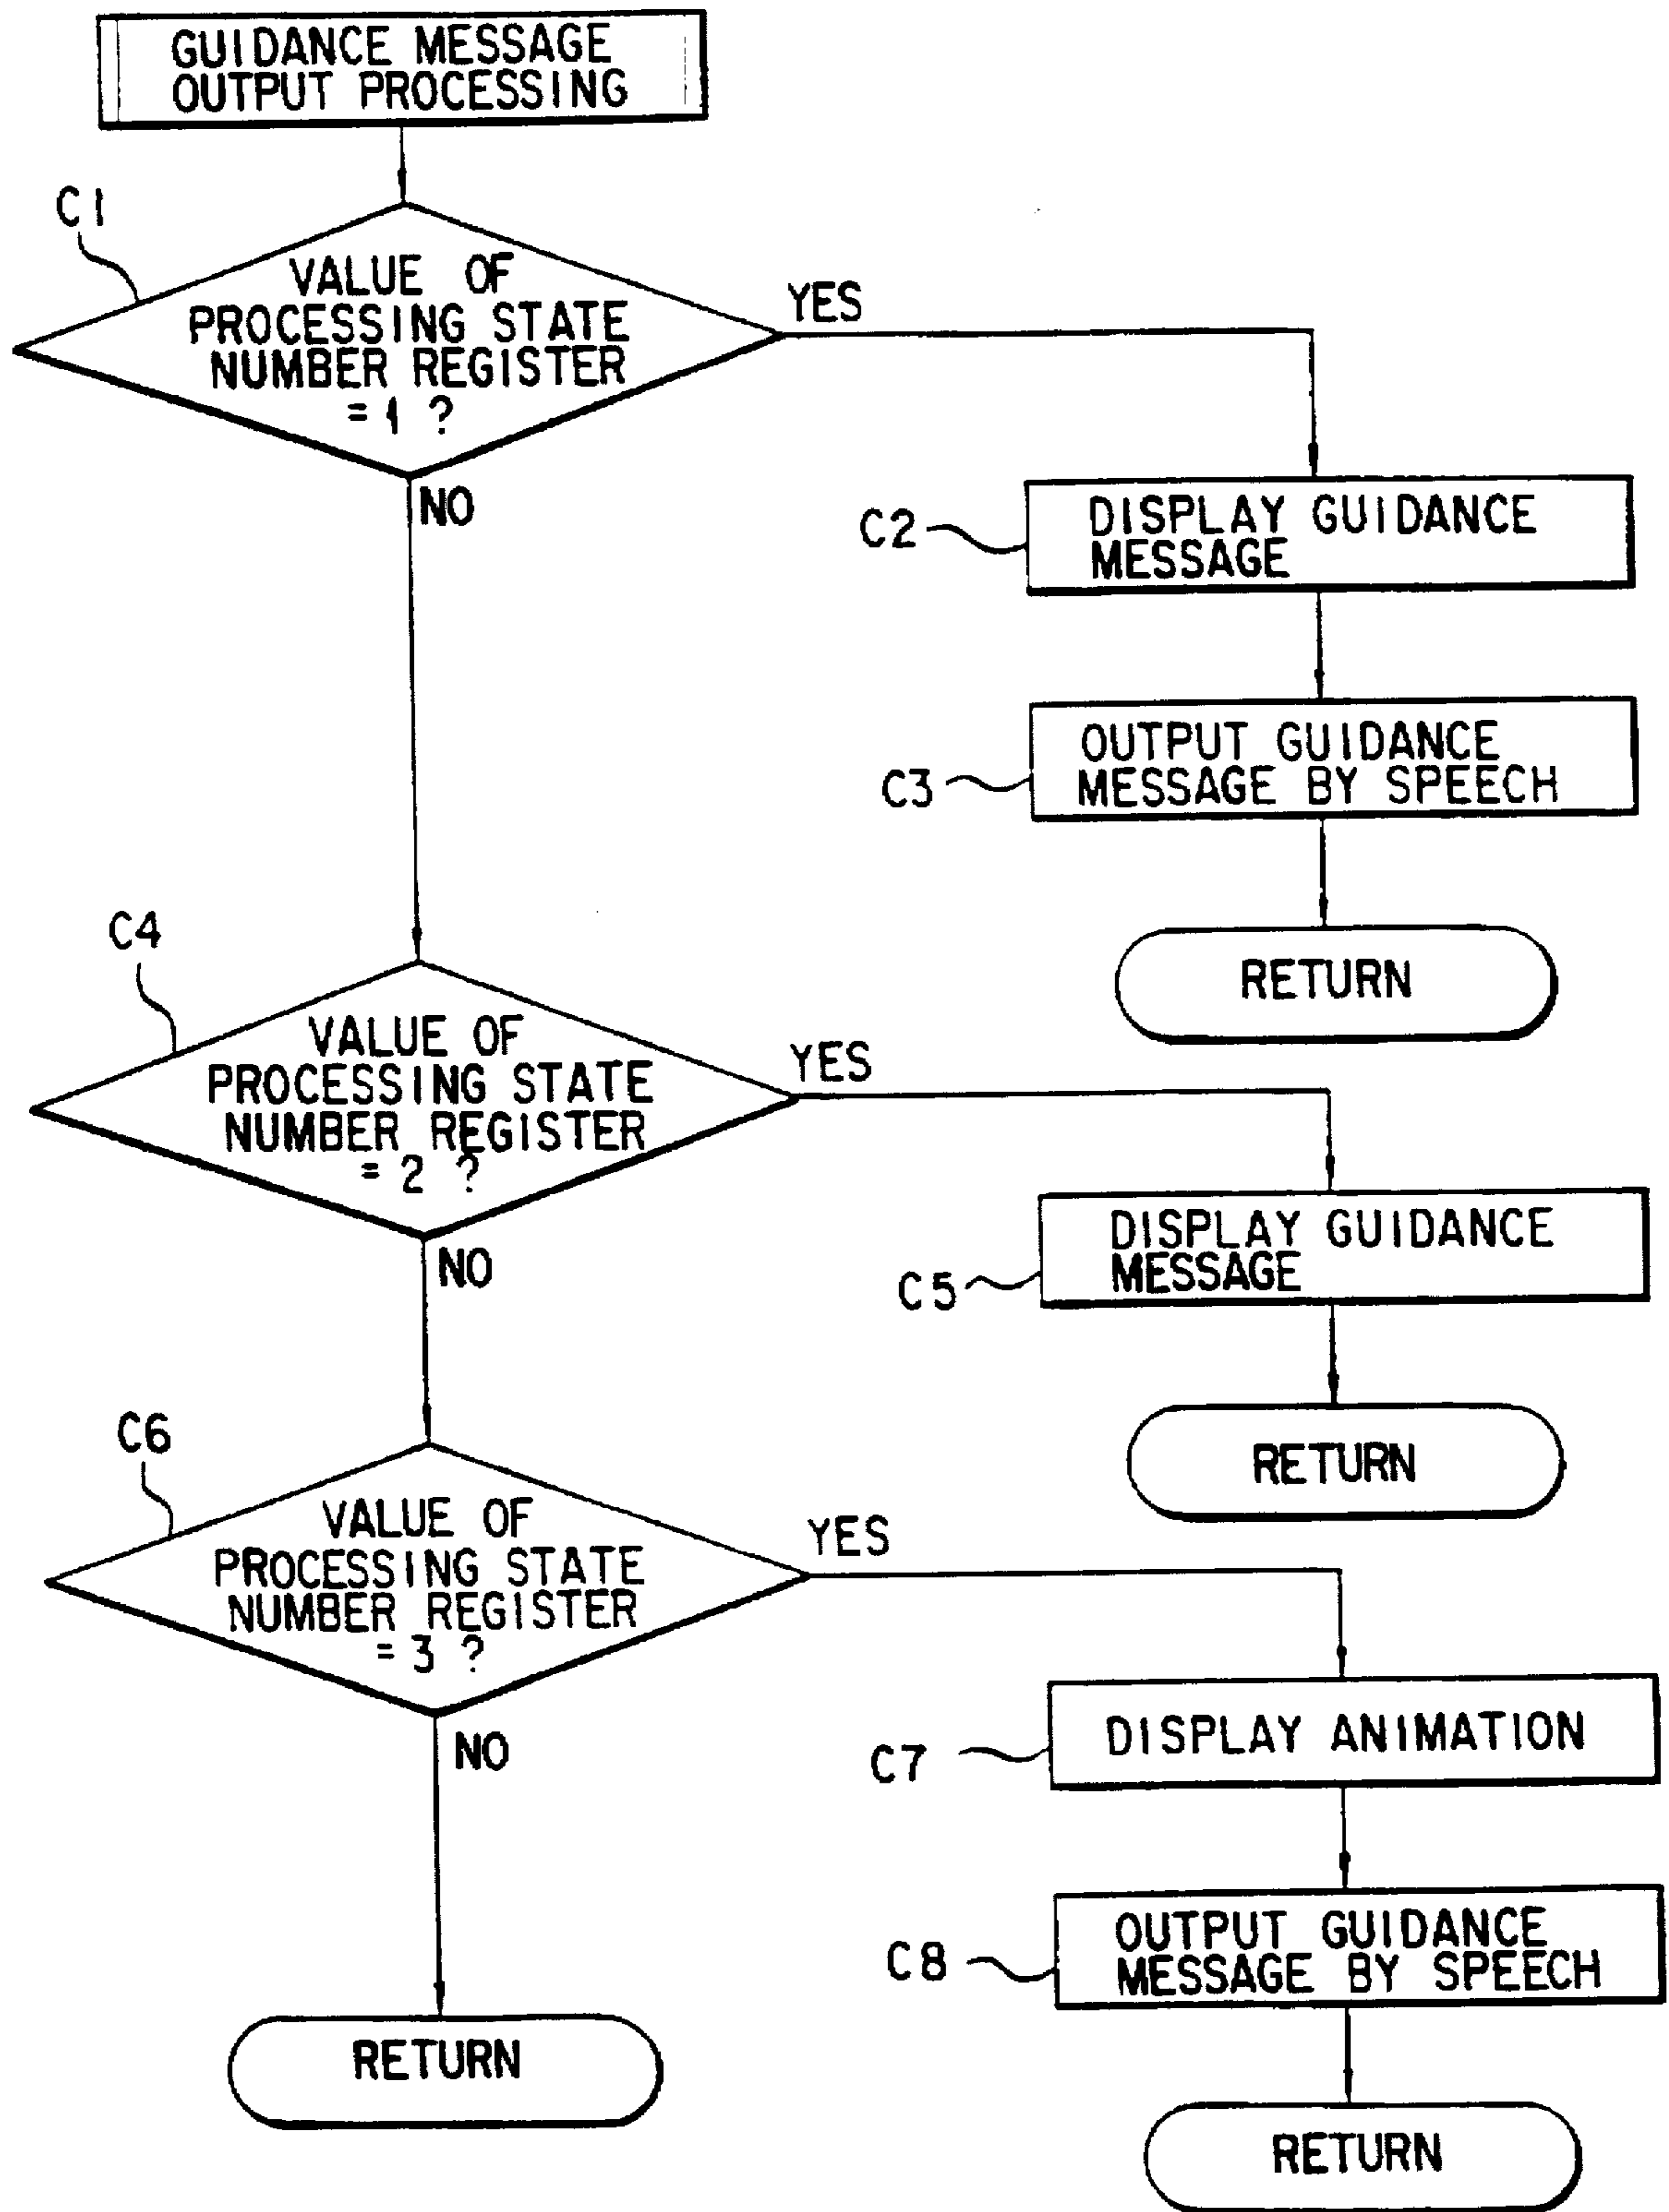 GUIDANCE MESSAGE
OUTPUT PROCESSING
C1
VALUE OF
PROCESSING STATE
NUMBER REGISTER
= 1 ?
YES
NO
C2
DISPLAY GUIDANCE
MESSAGE
C3
OUTPUT GUIDANCE
MESSAGE BY SPEECH
RETURN
C4
VALUE OF
PROCESSING STATE
NUMBER REGISTER
= 2 ?
YES
NO
C5
DISPLAY GUIDANCE
MESSAGE
RETURN
C6
VALUE OF
PROCESSING STATE
NUMBER REGISTER
= 3 ?
YES
NO
C7
DISPLAY ANIMATION
C8
OUTPUT GUIDANCE
MESSAGE BY SPEECH
RETURN
RETURN